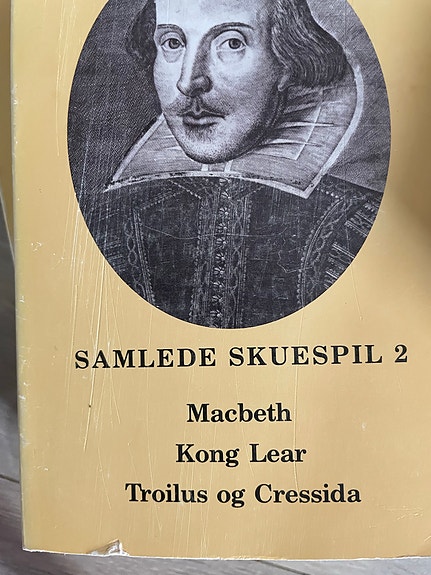 SAMLEDE SKUESPIL 2
Macbeth
Kong Lear
Troilus og Cressida